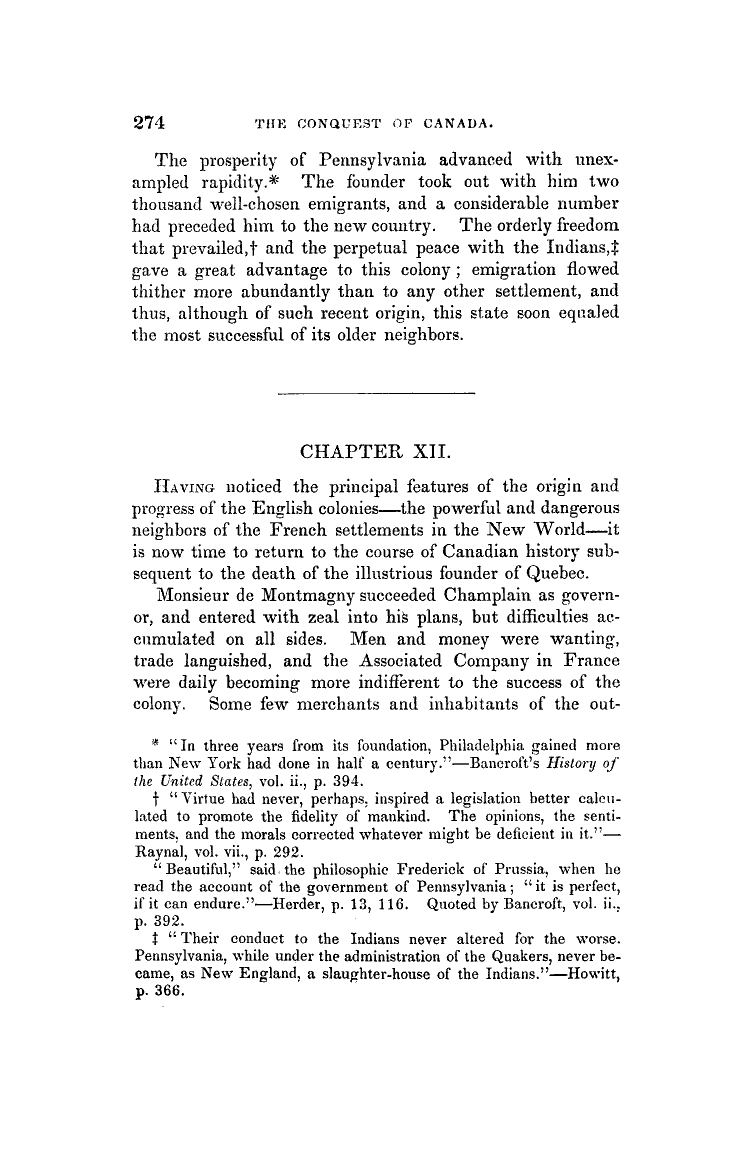 274 THE CONQUEST OF CANADA.
The prosperity of Pennsylvania advanced with unex-
ampled rapidity.* The founder took out with him two
thousand well-chosen emigrants, and a considerable number
had preceded him to the new country. The orderly freedom
that prevailed,† and the perpetual peace with the Indians,‡
gave a great advantage to this colony ; emigration flowed
thither more abundantly than to any other settlement, and
thus, although of such recent origin, this state soon equaled
the most successful of its older neighbors.
CHAPTER XII.
HAVING noticed the principal features of the origin and
progress of the English colonies—the powerful and dangerous
neighbors of the French settlements in the New World—it
is now time to return to the course of Canadian history sub-
sequent to the death of the illustrious founder of Quebec.
Monsieur de Montmagny succeeded Champlain as govern-
or, and entered with zeal into his plans, but difficulties ac-
cumulated on all sides. Men and money were wanting,
trade languished, and the Associated Company in France
were daily becoming more indifferent to the success of the
colony. Some few merchants and inhabitants of the out-
* “In three years from its foundation, Philadelphia gained more
than New York had done in half a century.”—Bancroft's History of
the United States, vol. ii., p. 394.
† “Virtue had never, perhaps, inspired a legislation better calcu-
lated to promote the fidelity of mankind. The opinions, the senti-
ments, and the morals corrected whatever might be deficient in it.”—
Raynal, vol. vii., p. 292.
“Beautiful,” said the philosophic Frederick of Prussia, when he
read the account of the government of Pennsylvania ; “it is perfect,
if it can endure.”—Herder, p. 13, 116. Quoted by Bancroft, vol. ii.,
p. 392.
‡ “Their conduct to the Indians never altered for the worse.
Pennsylvania, while under the administration of the Quakers, never be-
came, as New England, a slaughter-house of the Indians.”—Howitt,
p. 366.